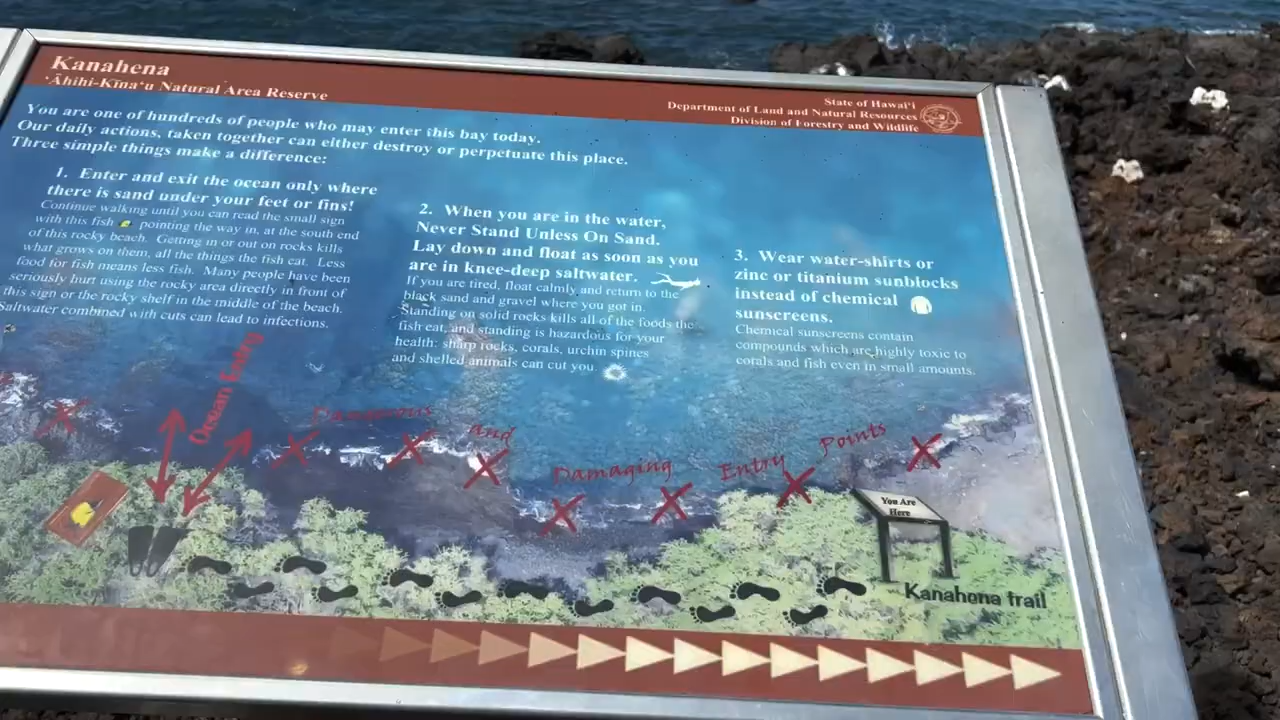 Kanahena
ʻĀhihi-Kīnaʻu Natural Area Reserve
State of Hawaiʻi
Department of Land and Natural Resources
Division of Forestry and Wildlife
You are one of hundreds of people who may enter this bay today.
Our daily actions, taken together can either destroy or perpetuate this place.
Three simple things make a difference:
1. Enter and exit the ocean only where
there is sand under your feet or fins!
Continue walking until you can read the small sign
with this fish pointing the way in, at the south end
of this rocky beach. Getting in or out on rocks kills
what grows on them, all the things the fish eat. Less
food for fish means less fish. Many people have been
seriously hurt using the rocky area directly in front of
this sign or the rocky shelf in the middle of the beach.
Saltwater combined with cuts can lead to infections.
2. When you are in the water,
Never Stand Unless On Sand.
Lay down and float as soon as you
are in knee-deep saltwater.
If you are tired, float calmly and return to the
black sand and gravel where you got in.
Standing on solid rocks kills all of the foods the
fish eat, and standing is hazardous for your
health: sharp rocks, corals, urchin spines
and shelled animals can cut you.
3. Wear water-shirts or
zinc or titanium sunblocks
instead of chemical
sunscreens.
Chemical sunscreens contain
compounds which are highly toxic to
corals and fish even in small amounts.
Ocean Entry
Dangerous and Damaging Entry Points
You Are
Here
Kanahena trail